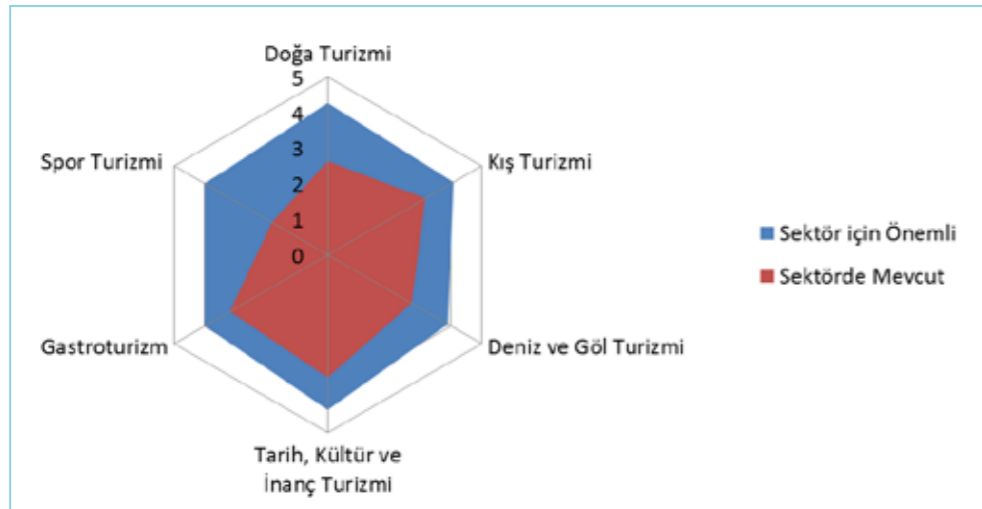 Doğa Turizmi
5
4
3
2
1
0
Spor Turizmi
Kış Turizmi
Gastroturizm
Deniz ve Göl Turizmi
Tarih, Kültür ve
İnanç Turizmi
Sektör için Önemli
Sektörde Mevcut